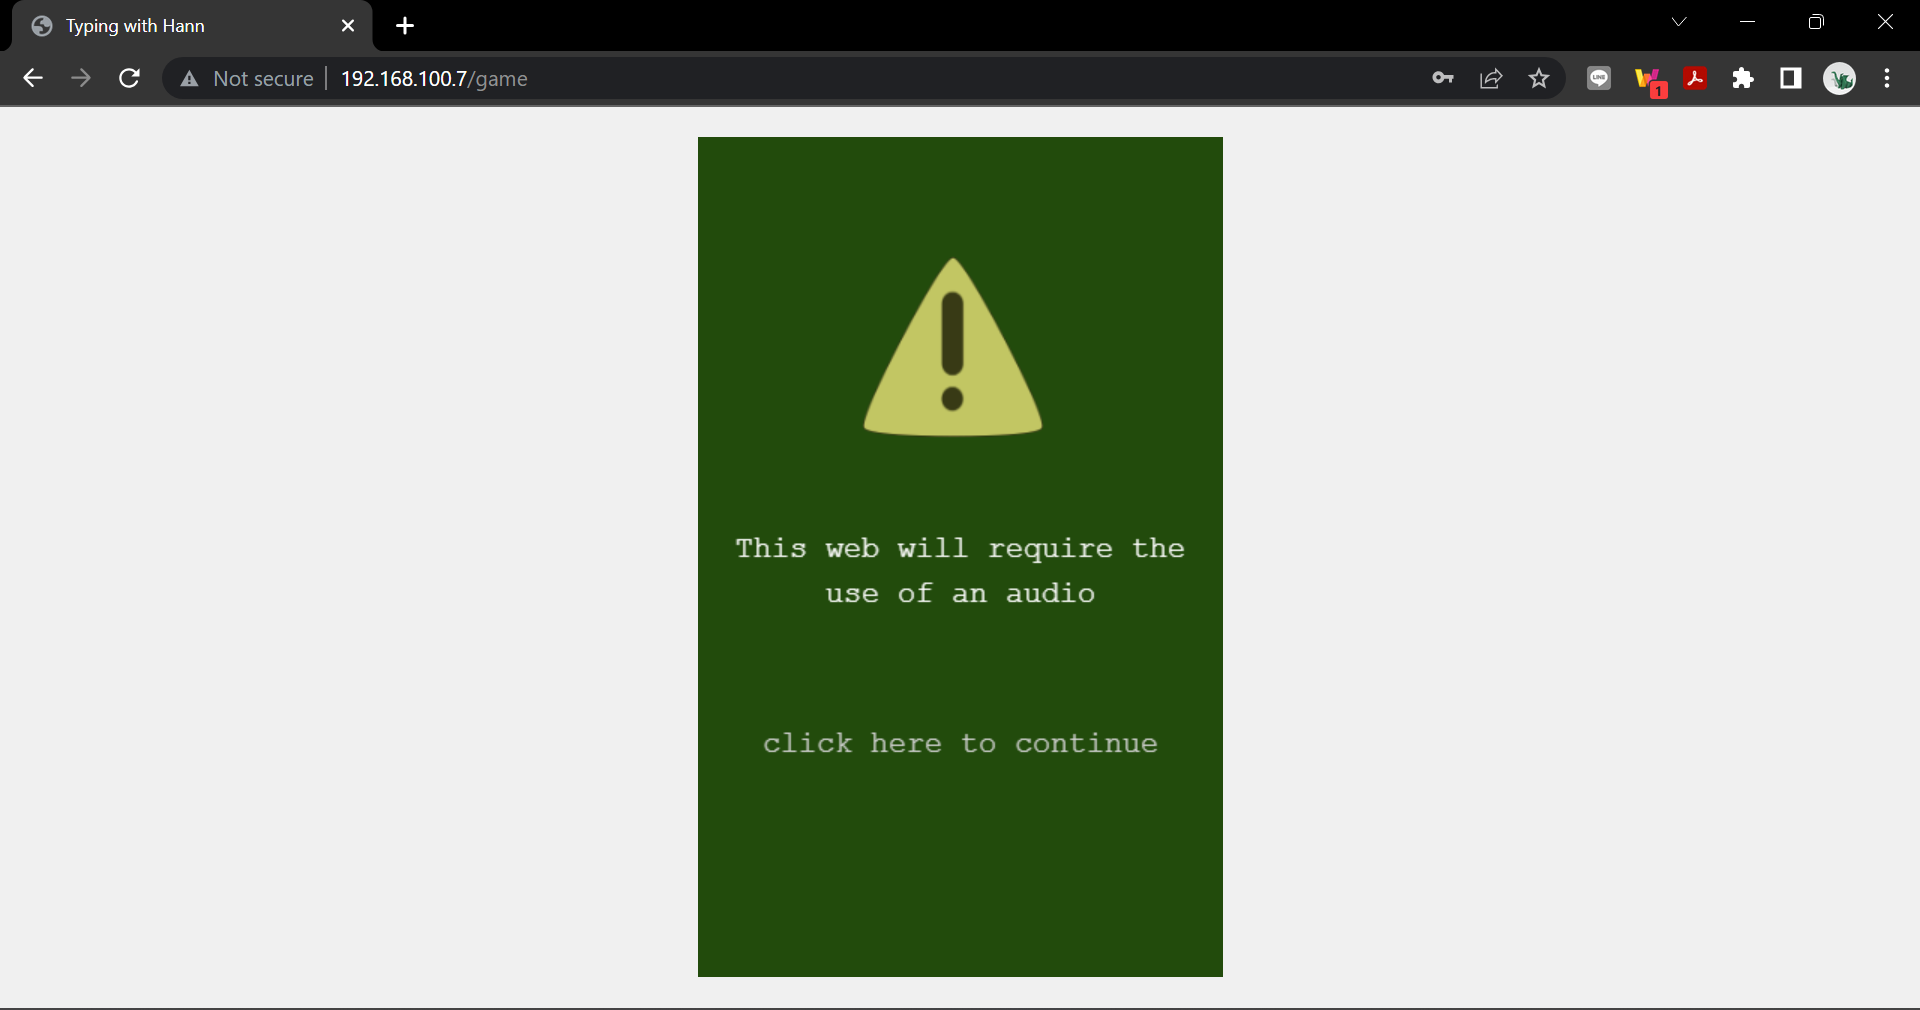 Typing with Hann
Not secure
192.168.100.7/game
LINE
1
This web will require the
use of an audio
click here to continue